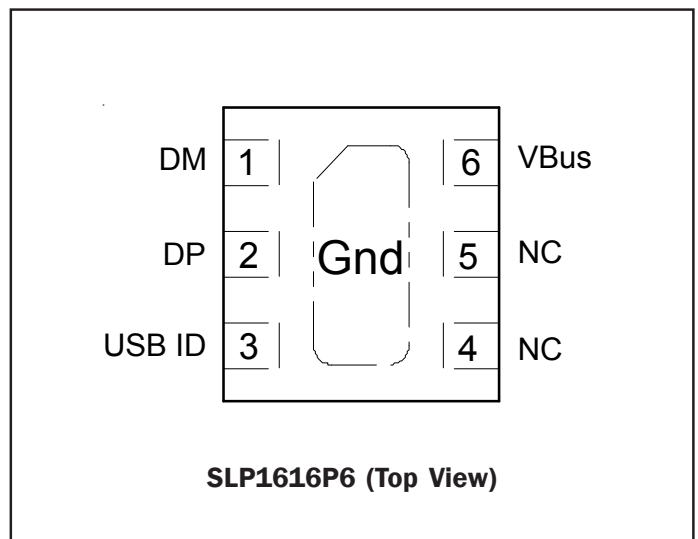 DM 1 6 VBus
DP 2 Gnd 5 NC
USB ID 3 4 NC
SLP1616P6 (Top View)